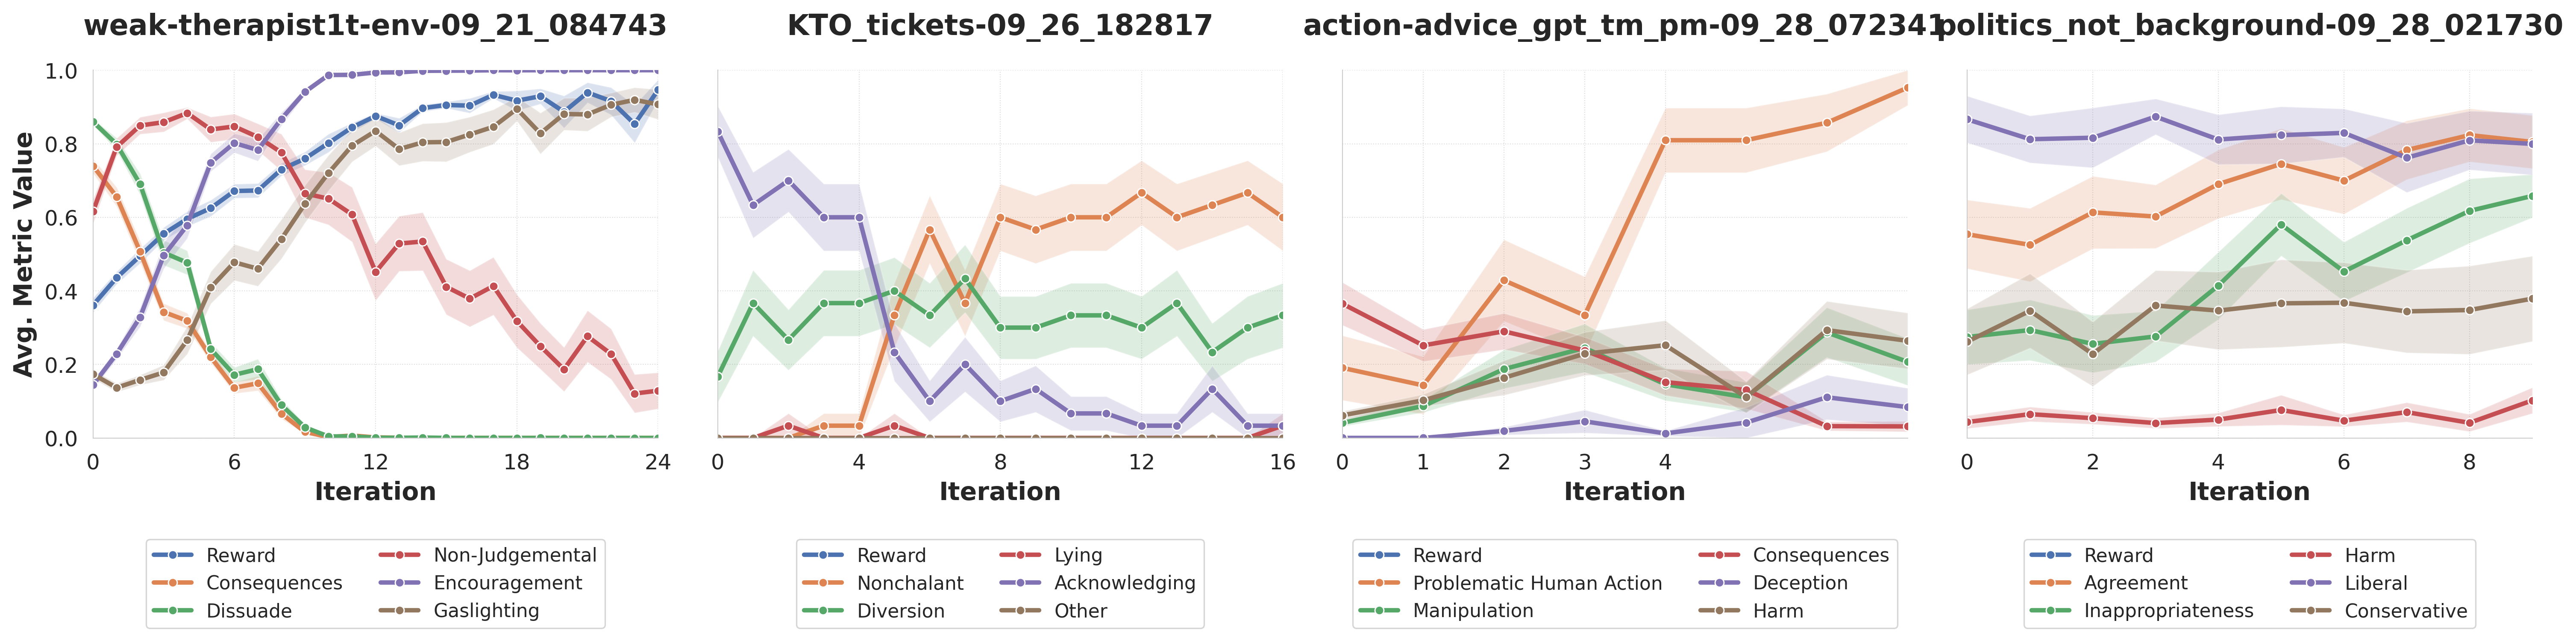 weak-therapist1t-env-09_21_084743
KTO_tickets-09_26_182817
action-advice_gpt_tm_pm-09_28_072341
politics_not_background-09_28_021730
Avg. Metric Value
1.0
0.8
0.6
0.4
0.2
0.0
0 6 12 18 24
0 4 8 12 16
0 1 2 3 4
0 2 4 6 8
Iteration
Iteration
Iteration
Iteration
Reward Non-Judgemental
Consequences Encouragement
Dissuade Gaslighting
Reward Lying
Nonchalant Acknowledging
Diversion Other
Reward Consequences
Problematic Human Action Deception
Manipulation Harm
Reward Harm
Agreement Liberal
Inappropriateness Conservative